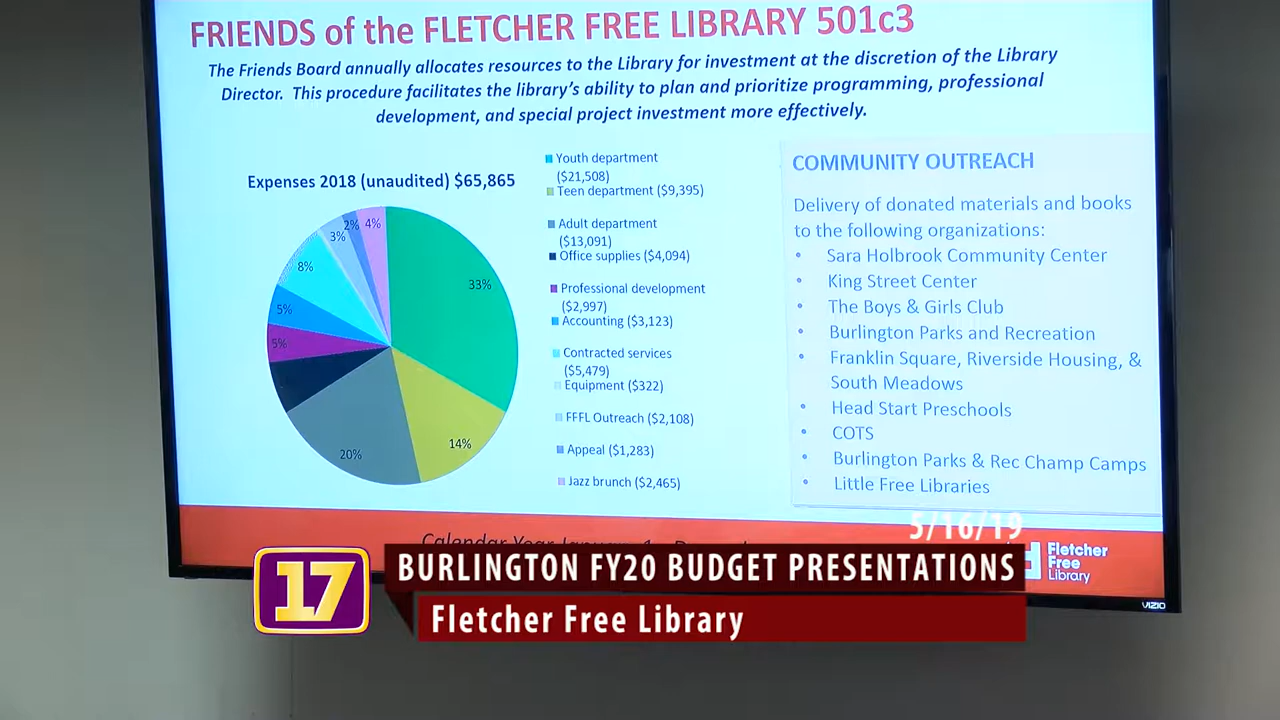 FRIENDS of the FLETCHER FREE LIBRARY 501c3
The Friends Board annually allocates resources to the Library for investment at the discretion of the Library
Director. This procedure facilitates the library's ability to plan and prioritize programming, professional
development, and special project investment more effectively.
Expenses 2018 (unaudited) $65,865
33%
14%
20%
5%
5%
8%
3%
2%
4%
Youth department
($21,508)
Teen department ($9,395)
Adult department
($13,091)
Office supplies ($4,094)
Professional development
($2,997)
Accounting ($3,123)
Contracted services
($5,479)
Equipment ($322)
FFFL Outreach ($2,108)
Appeal ($1,283)
Jazz brunch ($2,465)
COMMUNITY OUTREACH
Delivery of donated materials and books
to the following organizations:
• Sara Holbrook Community Center
• King Street Center
• The Boys & Girls Club
• Burlington Parks and Recreation
• Franklin Square, Riverside Housing, &
South Meadows
• Head Start Preschools
• COTS
• Burlington Parks & Rec Champ Camps
• Little Free Libraries
Calendar Year
Fletcher
Free
Library
VIZIO
5/16/19
17
BURLINGTON FY20 BUDGET PRESENTATIONS
Fletcher Free Library